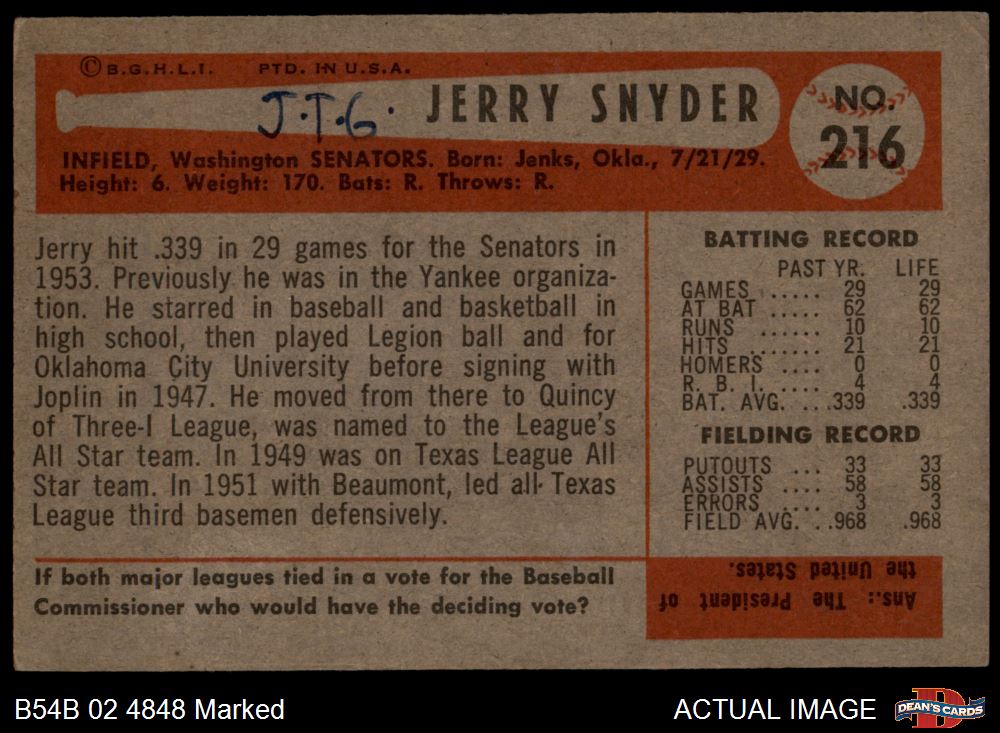 © B.G.H.L.I. PTD. IN U.S.A.
J.T.G. JERRY SNYDER
NO.
216
INFIELD, Washington SENATORS. Born: Jenks, Okla., 7/21/29.
Height: 6. Weight: 170. Bats: R. Throws: R.
Jerry hit .339 in 29 games for the Senators in
1953. Previously he was in the Yankee organiza-
tion. He starred in baseball and basketball in
high school, then played Legion ball and for
Oklahoma City University before signing with
Joplin in 1947. He moved from there to Quincy
of Three-I League, was named to the League's
All Star team. In 1949 was on Texas League All
Star team. In 1951 with Beaumont, led all Texas
League third basemen defensively.
BATTING RECORD
PAST YR. LIFE
GAMES ..... 29 29
AT BAT ..... 62 62
RUNS ...... 10 10
HITS ...... 21 21
HOMERS .... 0 0
R. B. I. .... 4 4
BAT. AVG. ...339 .339
FIELDING RECORD
PUTOUTS ... 33 33
ASSISTS .... 58 58
ERRORS .... 3 3
FIELD AVG. ..968 .968
If both major leagues tied in a vote for the Baseball
Commissioner who would have the deciding vote?
Ans.: The President of
the United States.
B54B 02 4848 Marked
ACTUAL IMAGE
DEAN'S CARDS